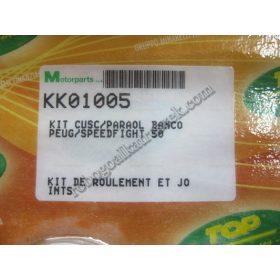 Motorparts
KK01005
KIT CUSC/PARAOL BANCO
PEUG/SPEEDFIGHT 50
KIT DE ROULEMENT ET JO
INTS
TOP